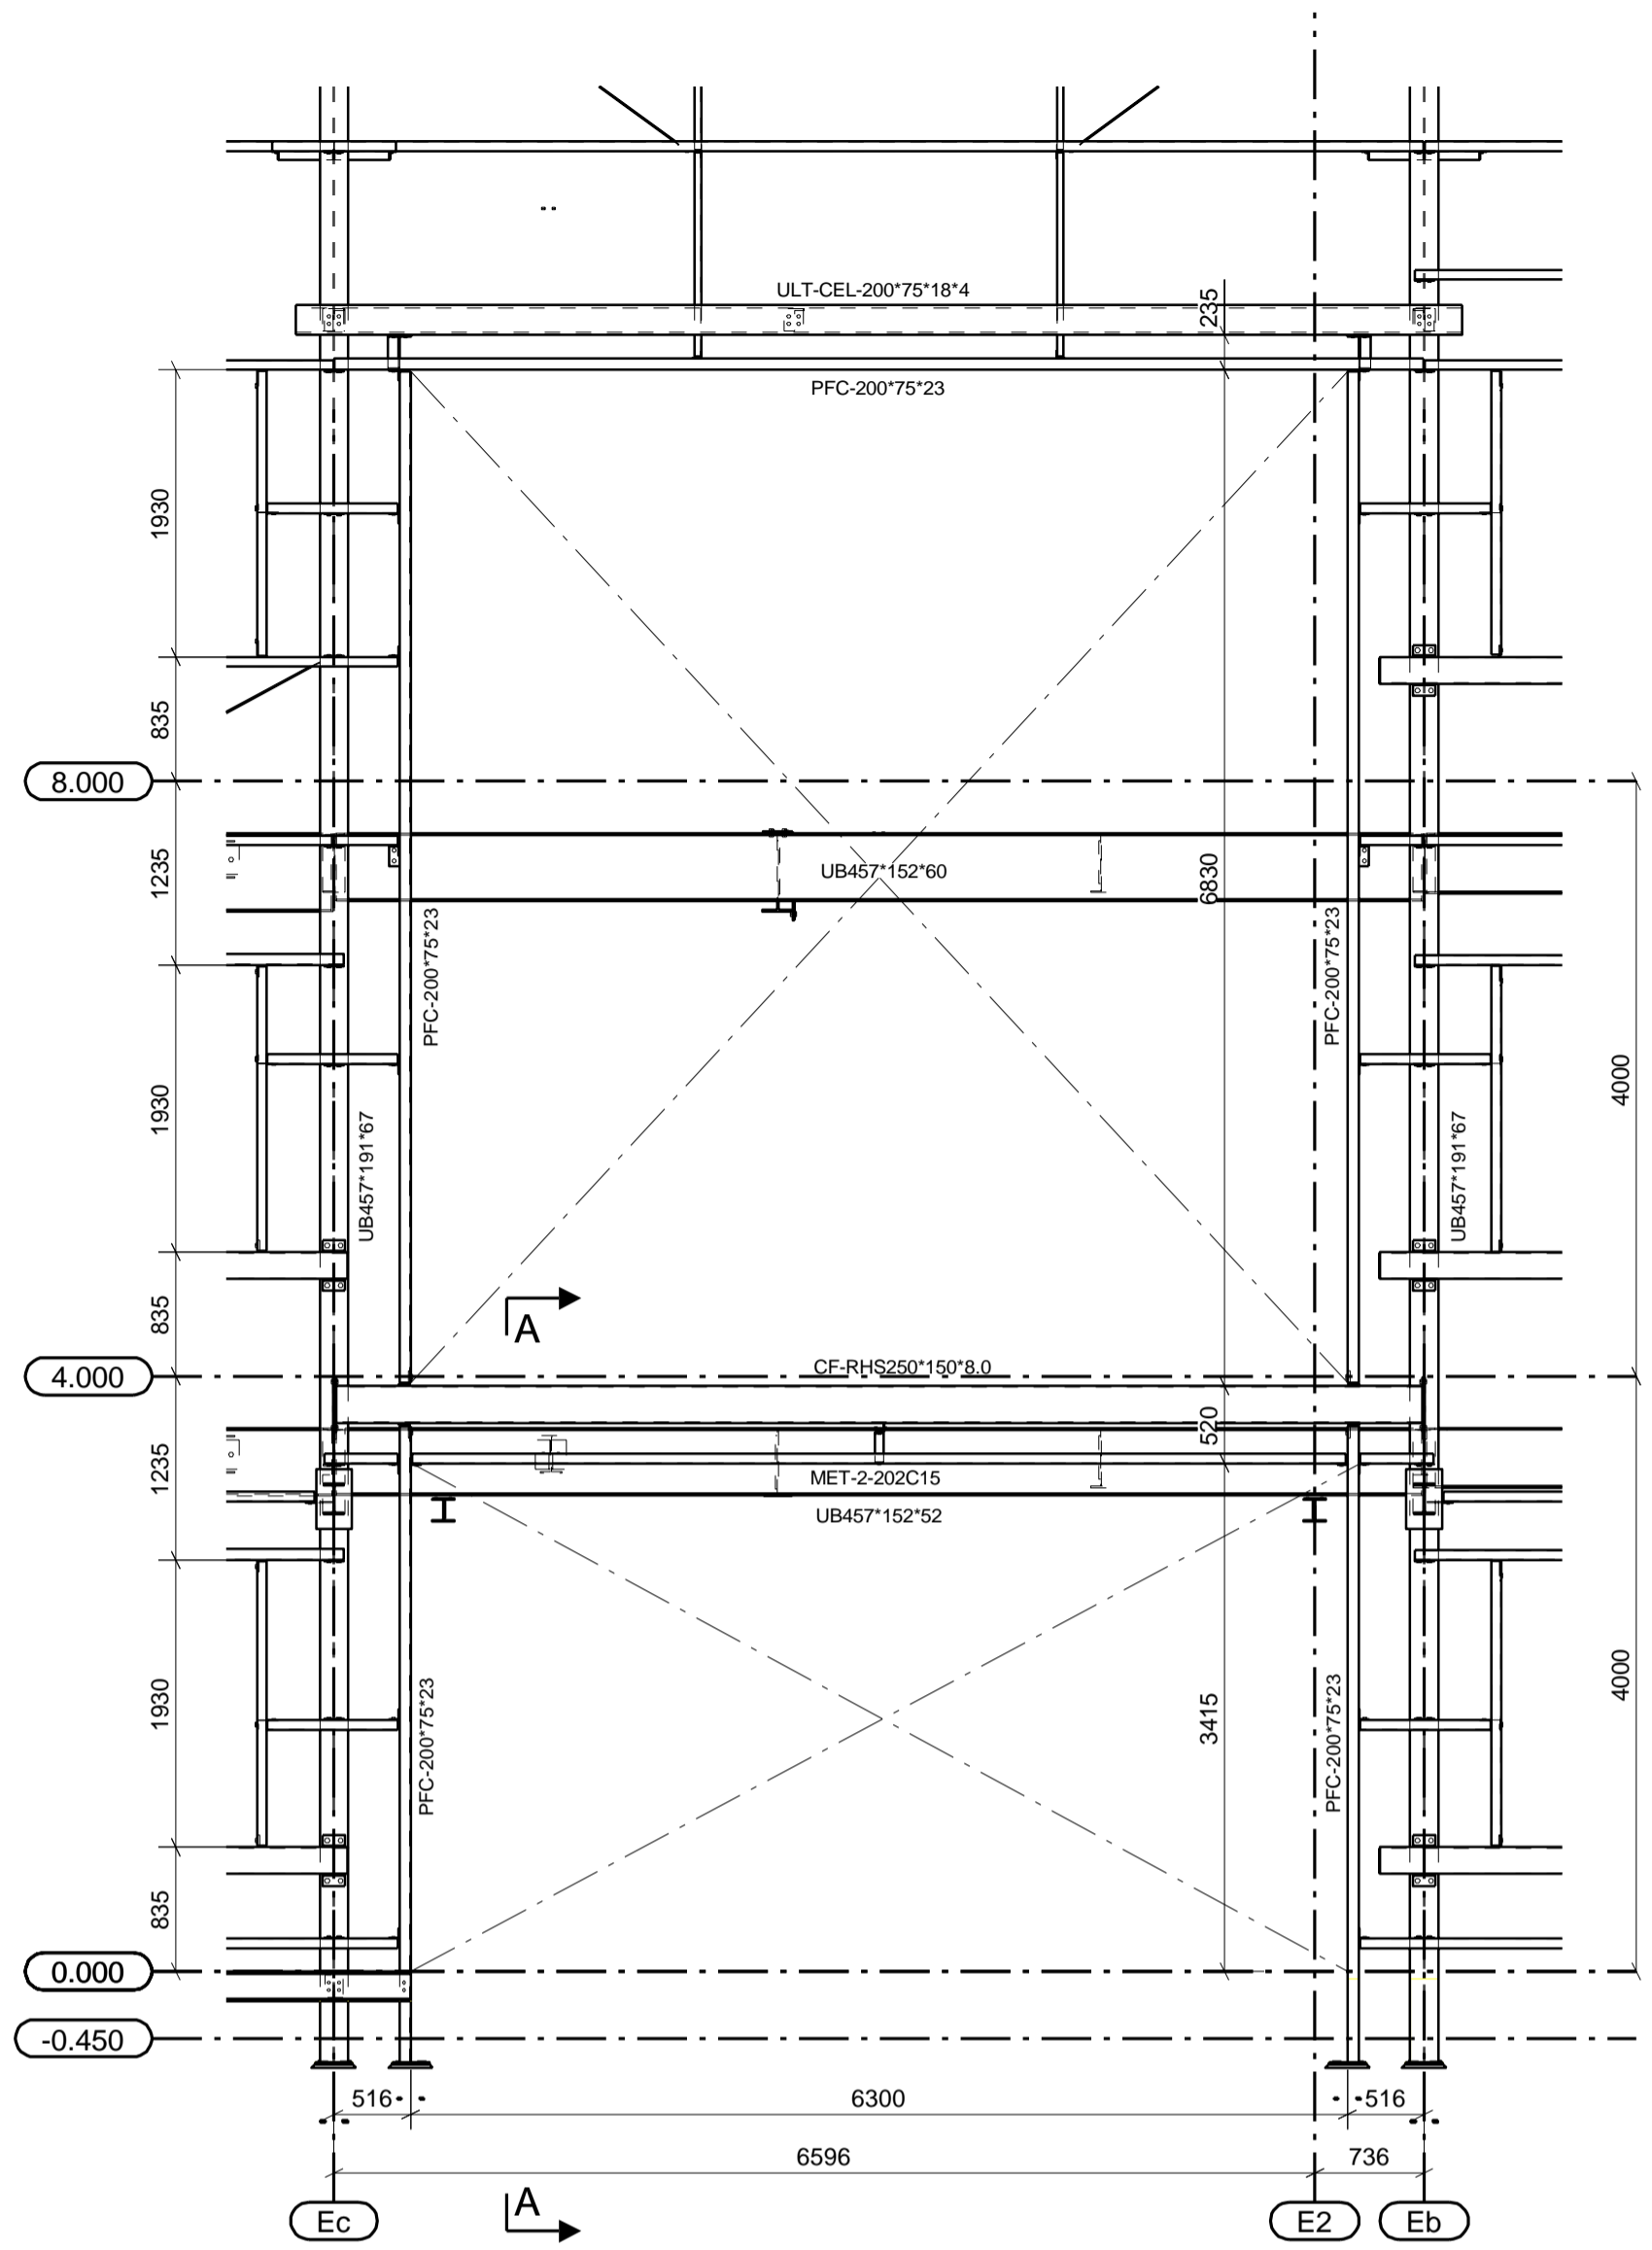 ULT-CEL-200*75*18*4
235
PFC-200*75*23
1930
835
8.000
1235
UB457*152*60
6830
PFC-200*75*23
PFC-200*75*23
1930
4000
UB457*191*67
UB457*191*67
835
A
4.000
CF-RHS250*150*8.0
520
1235
MET-2-202C15
UB457*152*52
1930
PFC-200*75*23
3415
PFC-200*75*23
4000
835
0.000
-0.450
516
6300
516
6596
736
A
Ec
E2
Eb